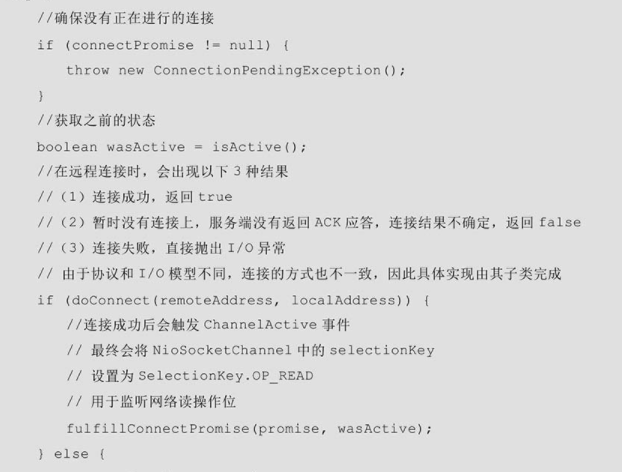 //确保没有正在进行的连接
if (connectPromise != null) {
throw new ConnectionPendingException();
}
//获取之前的状态
boolean wasActive = isActive();
//在远程连接时，会出现以下 3 种结果
//（1）连接成功，返回 true
//（2）暂时没有连接上，服务端没有返回 ACK 应答，连接结果不确定，返回 false
//（3）连接失败，直接抛出 I/O 异常
// 由于协议和 I/O 模型不同，连接的方式也不一致，因此具体实现由其子类完成
if (doConnect(remoteAddress, localAddress)) {
//连接成功后会触发 ChannelActive 事件
// 最终会将 NioSocketChannel 中的 selectionKey
// 设置为 SelectionKey.OP_READ
// 用于监听网络读操作位
fulfillConnectPromise(promise, wasActive);
} else {